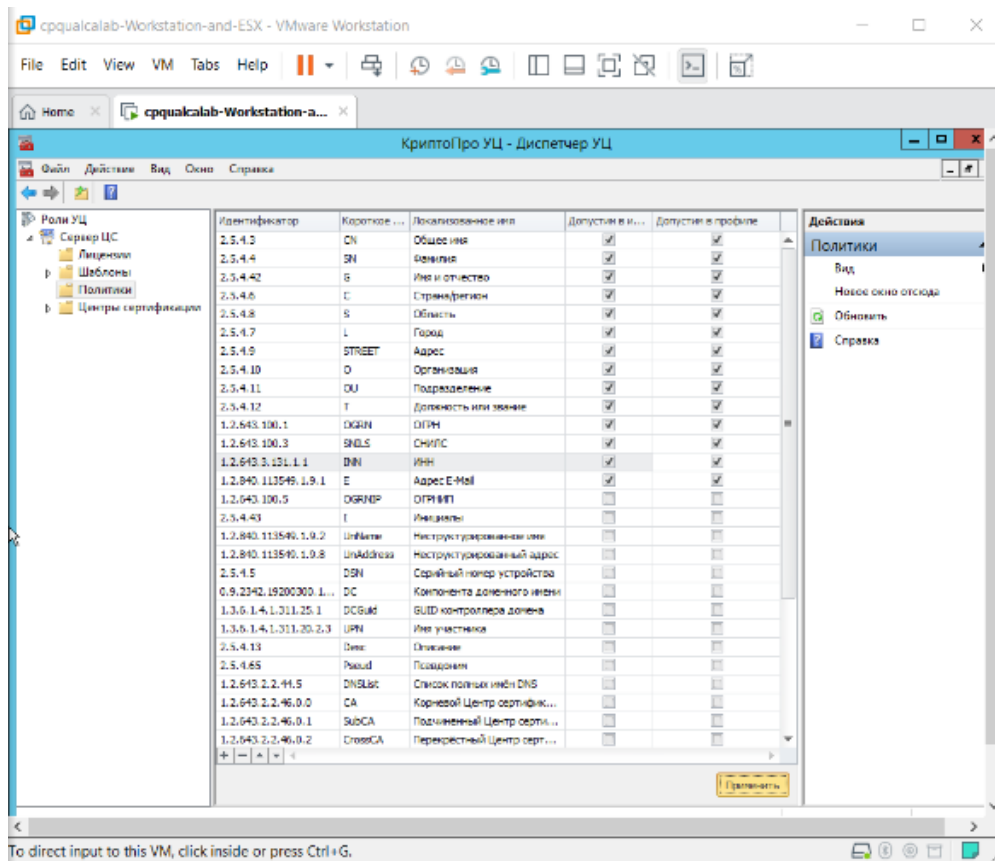 cpqualcalab-Workstation-and-ESX - VMware Workstation
File Edit View VM Tabs Help
Home cpqualcalab-Workstation-a...
КриптоПро УЦ - Диспетчер УЦ
Файл Действие Вид Окно Справка
Роли УЦ
Сервер ЦС
Лицензии
Шаблоны
Политики
Центры сертификации
Идентификатор Короткое ... Локализованное имя Допустим в и... Допустим в профиле
2.5.4.3 CN Общее имя
2.5.4.4 SN Фамилия
2.5.4.42 G Имя и отчество
2.5.4.6 C Страна/регион
2.5.4.8 S Область
2.5.4.7 L Город
2.5.4.9 STREET Адрес
2.5.4.10 O Организация
2.5.4.11 OU Подразделение
2.5.4.12 T Должность или звание
1.2.643.100.1 OGRN ОГРН
1.2.643.100.3 SNILS СНИЛС
1.2.643.3.131.1.1 INN ИНН
1.2.840.113549.1.9.1 E Адрес E-Mail
1.2.643.100.5 OGRNIP ОГРНИП
2.5.4.43 I Инициалы
1.2.840.113549.1.9.2 UnName Неструктурированное имя
1.2.840.113549.1.9.8 UnAddress Неструктурированный адрес
2.5.4.5 DSN Серийный номер устройства
0.9.2342.19200300.1... DC Компонента доменного имени
1.3.6.1.4.1.311.25.1 DCGuid GUID контроллера домена
1.3.6.1.4.1.311.20.2.3 UPN Имя участника
2.5.4.13 Desc Описание
2.5.4.65 Pseud Псевдоним
1.2.643.2.2.44.5 DNSList Список полных имён DNS
1.2.643.2.2.46.0.0 CA Корневой Центр сертифик...
1.2.643.2.2.46.0.1 SubCA Подчиненный Центр серти...
1.2.643.2.2.46.0.2 CrossCA Перекрёстный Центр серт...
Применить
Действия
Политики
Вид
Новое окно отсюда
Обновить
Справка
To direct input to this VM, click inside or press Ctrl+G.